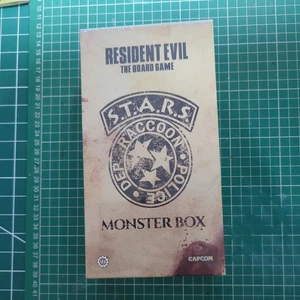 RESIDENT EVIL
THE BOARD GAME
S.T.A.R.S.
RACCOON
POLICE
DEP.
MONSTER BOX
CAPCOM